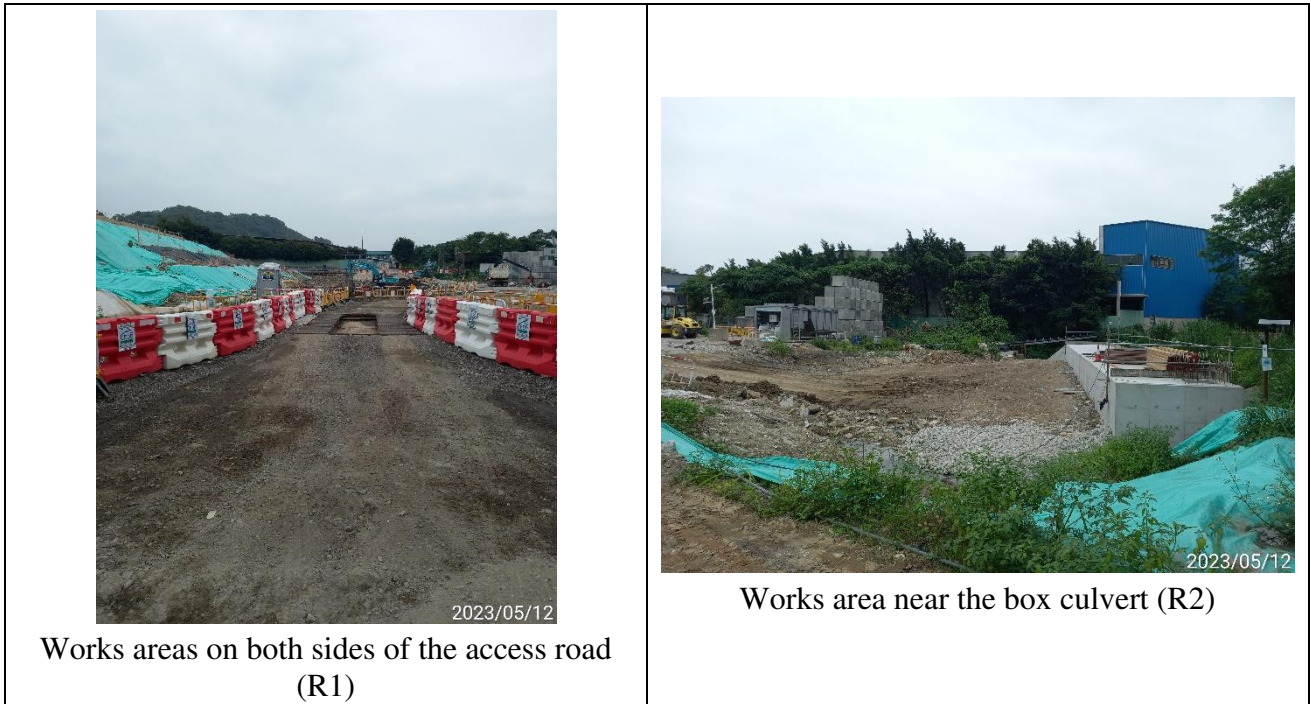 2023/05/12
Works areas on both sides of the access road
(R1)
2023/05/12
Works area near the box culvert (R2)